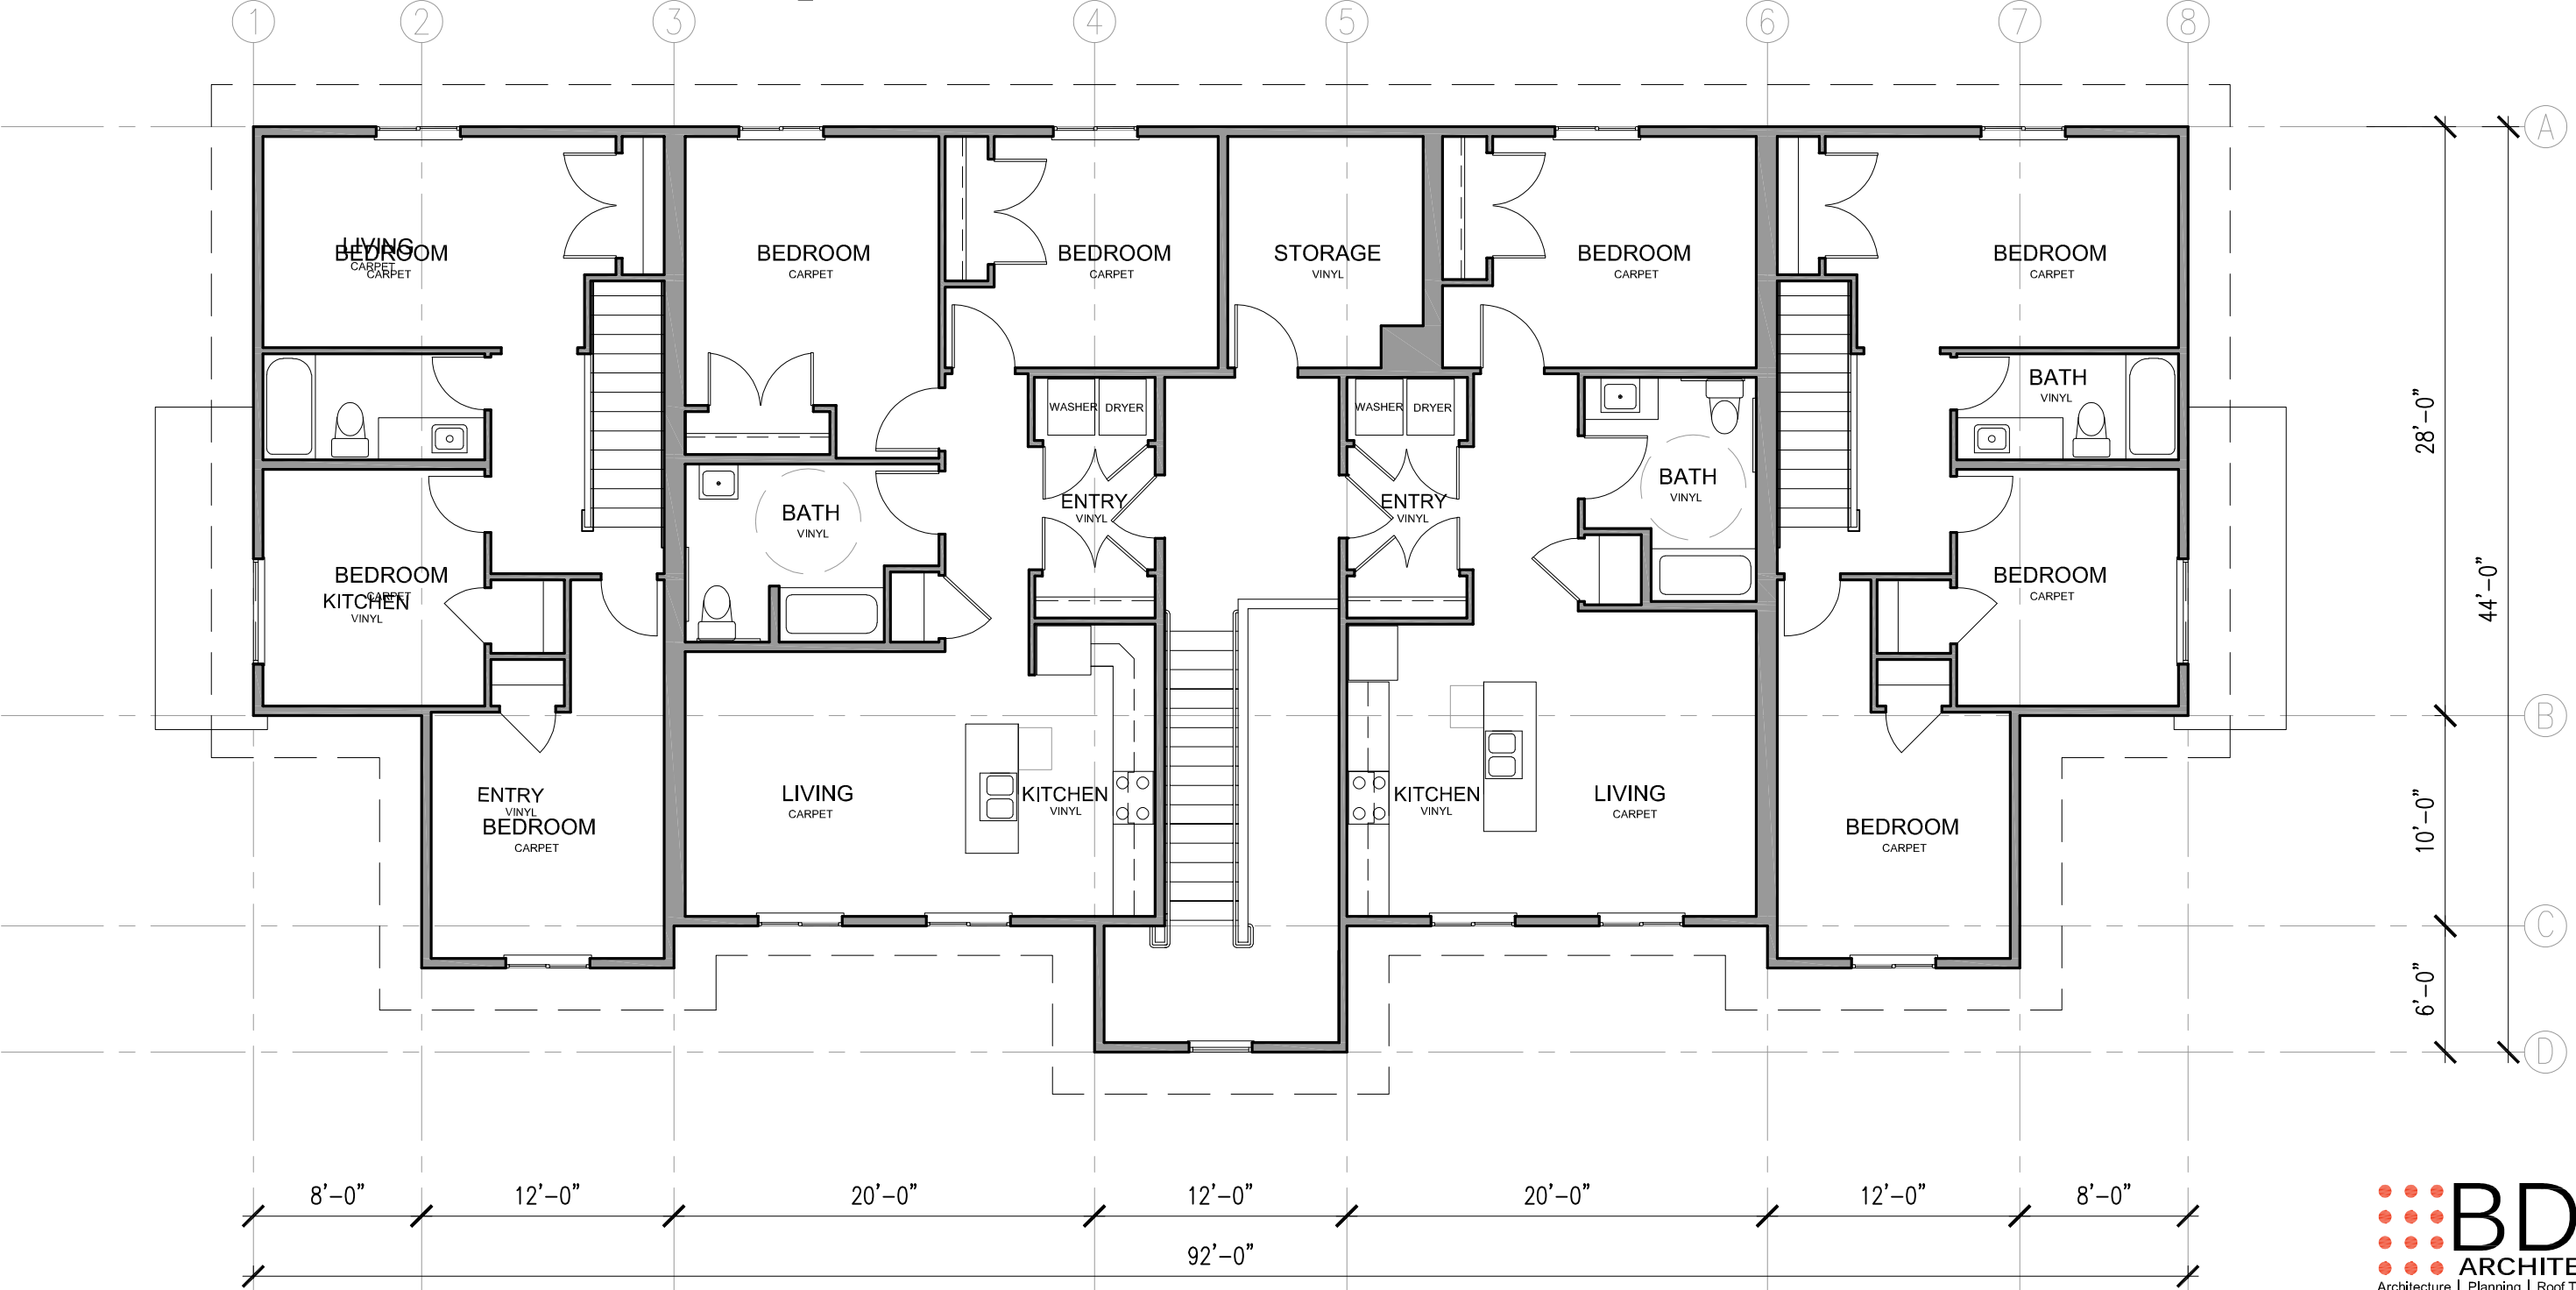 1 2 3 4 5 6 7 8
A
LIVING
CARPET
BEDROOM
CARPET
BEDROOM
CARPET
BEDROOM
CARPET
STORAGE
VINYL
BEDROOM
CARPET
BEDROOM
CARPET
BATH
VINYL
WASHER DRYER
WASHER DRYER
28'-0"
BATH
VINYL
ENTRY
VINYL
ENTRY
VINYL
BATH
VINYL
BEDROOM
CARPET
KITCHEN
VINYL
BEDROOM
CARPET
44'-0"
B
ENTRY
VINYL
BEDROOM
CARPET
LIVING
CARPET
KITCHEN
VINYL
KITCHEN
VINYL
LIVING
CARPET
BEDROOM
CARPET
10'-0"
C
6'-0"
D
8'-0" 12'-0" 20'-0" 12'-0" 20'-0" 12'-0" 8'-0"
92'-0"
BD
ARCHITE
Architecture | Planning | Roof T